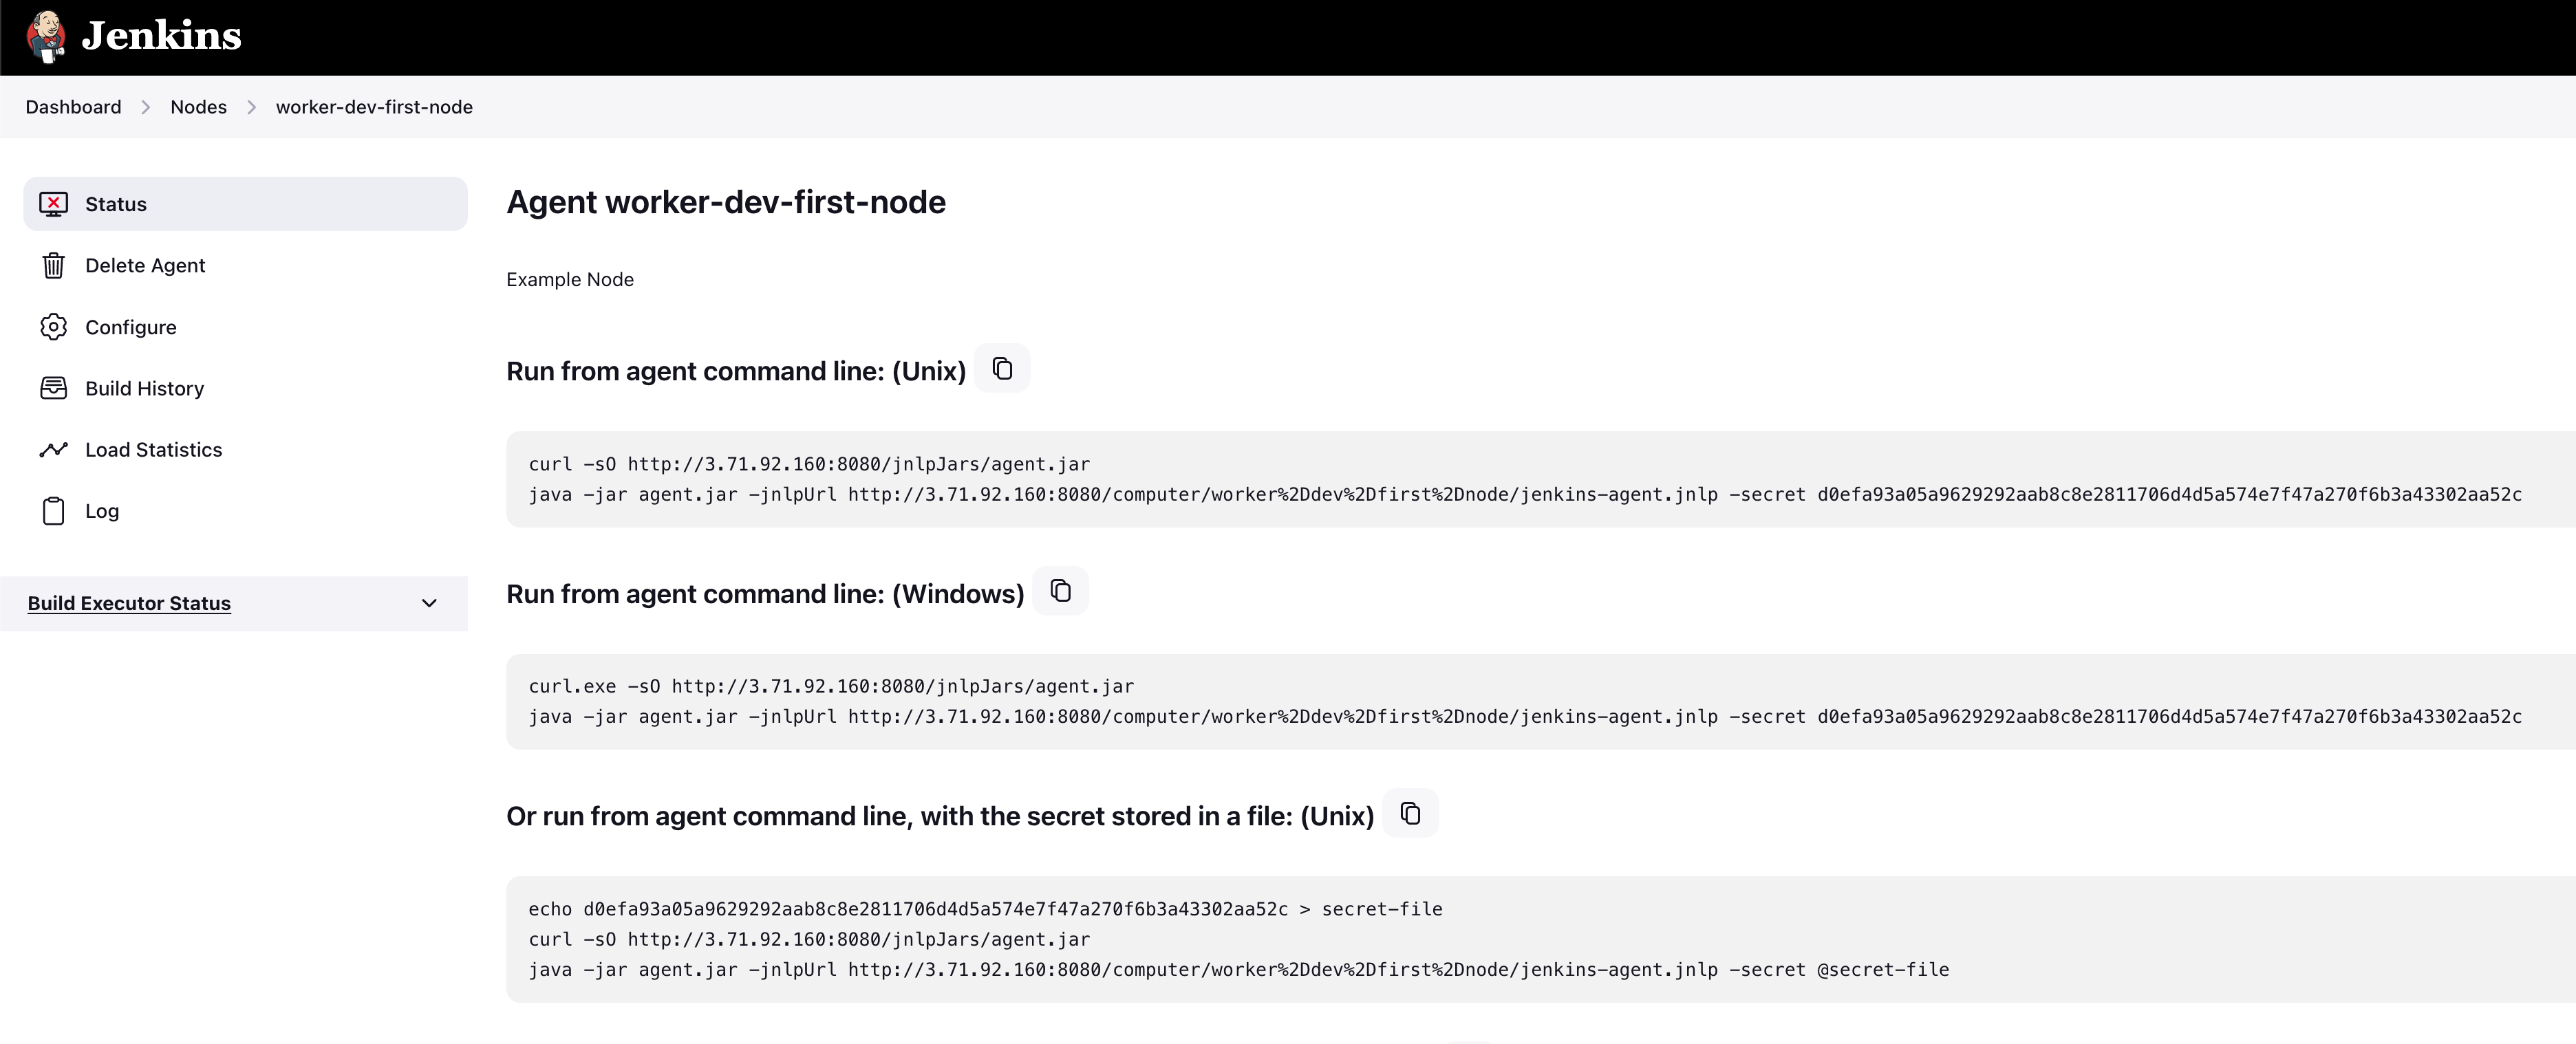 Jenkins
Dashboard > Nodes > worker-dev-first-node
Status
Delete Agent
Configure
Build History
Load Statistics
Log
Build Executor Status
Agent worker-dev-first-node
Example Node
Run from agent command line: (Unix)
curl -sO http://3.71.92.160:8080/jnlpJars/agent.jar
java -jar agent.jar -jnlpUrl http://3.71.92.160:8080/computer/worker%2Ddev%2Dfirst%2Dnode/jenkins-agent.jnlp -secret d0efa93a05a9629292aab8c8e2811706d4d5a574e7f47a270f6b3a43302aa52c
Run from agent command line: (Windows)
curl.exe -sO http://3.71.92.160:8080/jnlpJars/agent.jar
java -jar agent.jar -jnlpUrl http://3.71.92.160:8080/computer/worker%2Ddev%2Dfirst%2Dnode/jenkins-agent.jnlp -secret d0efa93a05a9629292aab8c8e2811706d4d5a574e7f47a270f6b3a43302aa52c
Or run from agent command line, with the secret stored in a file: (Unix)
echo d0efa93a05a9629292aab8c8e2811706d4d5a574e7f47a270f6b3a43302aa52c > secret-file
curl -sO http://3.71.92.160:8080/jnlpJars/agent.jar
java -jar agent.jar -jnlpUrl http://3.71.92.160:8080/computer/worker%2Ddev%2Dfirst%2Dnode/jenkins-agent.jnlp -secret @secret-file